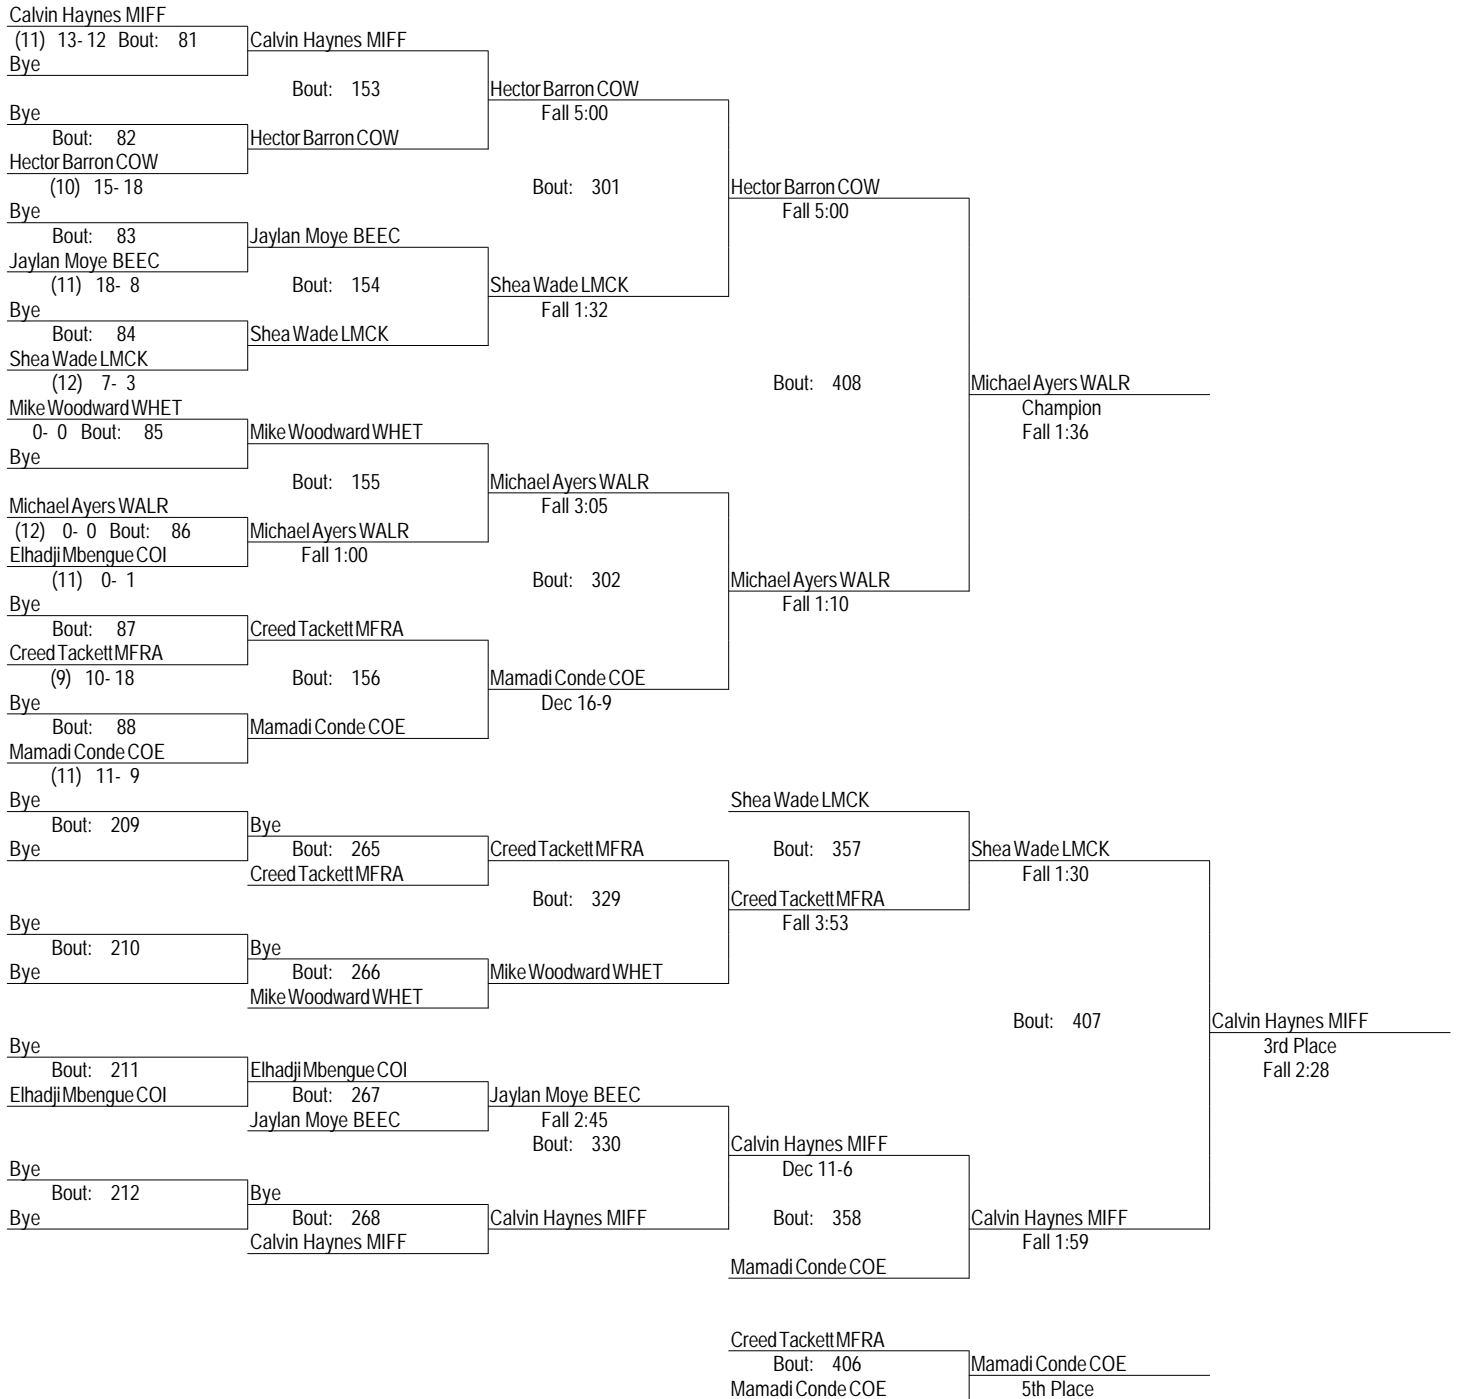 Calvin Haynes MIFF
(11) 13- 12 Bout: 81
Calvin Haynes MIFF
Bye
Bout: 153
Hector Barron COW
Bye
Fall 5:00
Bout: 82
Hector Barron COW
Hector Barron COW
(10) 15- 18
Bout: 301
Hector Barron COW
Bye
Fall 5:00
Bout: 83
Jaylan Moye BEEC
Jaylan Moye BEEC
(11) 18- 8
Bout: 154
Shea Wade LMCK
Bye
Fall 1:32
Bout: 84
Shea Wade LMCK
Shea Wade LMCK
(12) 7- 3
Bout: 408
Michael Ayers WALR
Mike Woodward WHET
Champion
0- 0 Bout: 85
Mike Woodward WHET
Fall 1:36
Bye
Bout: 155
Michael Ayers WALR
Michael Ayers WALR
Fall 3:05
(12) 0- 0 Bout: 86
Michael Ayers WALR
Elhadji Mbengue COI
Fall 1:00
(11) 0- 1
Bout: 302
Michael Ayers WALR
Bye
Fall 1:10
Bout: 87
Creed Tackett MFRA
Creed Tackett MFRA
(9) 10- 18
Bout: 156
Mamadi Conde COE
Bye
Dec 16-9
Bout: 88
Mamadi Conde COE
Mamadi Conde COE
(11) 11- 9
Bye
Shea Wade LMCK
Bout: 209
Bye
Bye
Bout: 265
Creed Tackett MFRA
Bout: 357
Shea Wade LMCK
Creed Tackett MFRA
Fall 1:30
Bout: 329
Creed Tackett MFRA
Bye
Fall 3:53
Bout: 210
Bye
Bye
Bout: 266
Mike Woodward WHET
Mike Woodward WHET
Bout: 407
Calvin Haynes MIFF
Bye
3rd Place
Bout: 211
Elhadji Mbengue COI
Fall 2:28
Elhadji Mbengue COI
Bout: 267
Jaylan Moye BEEC
Jaylan Moye BEEC
Fall 2:45
Bout: 330
Calvin Haynes MIFF
Bye
Dec 11-6
Bout: 212
Bye
Bye
Bout: 268
Calvin Haynes MIFF
Bout: 358
Calvin Haynes MIFF
Calvin Haynes MIFF
Fall 1:59
Mamadi Conde COE
Creed Tackett MFRA
Bout: 406
Mamadi Conde COE
Mamadi Conde COE
5th Place